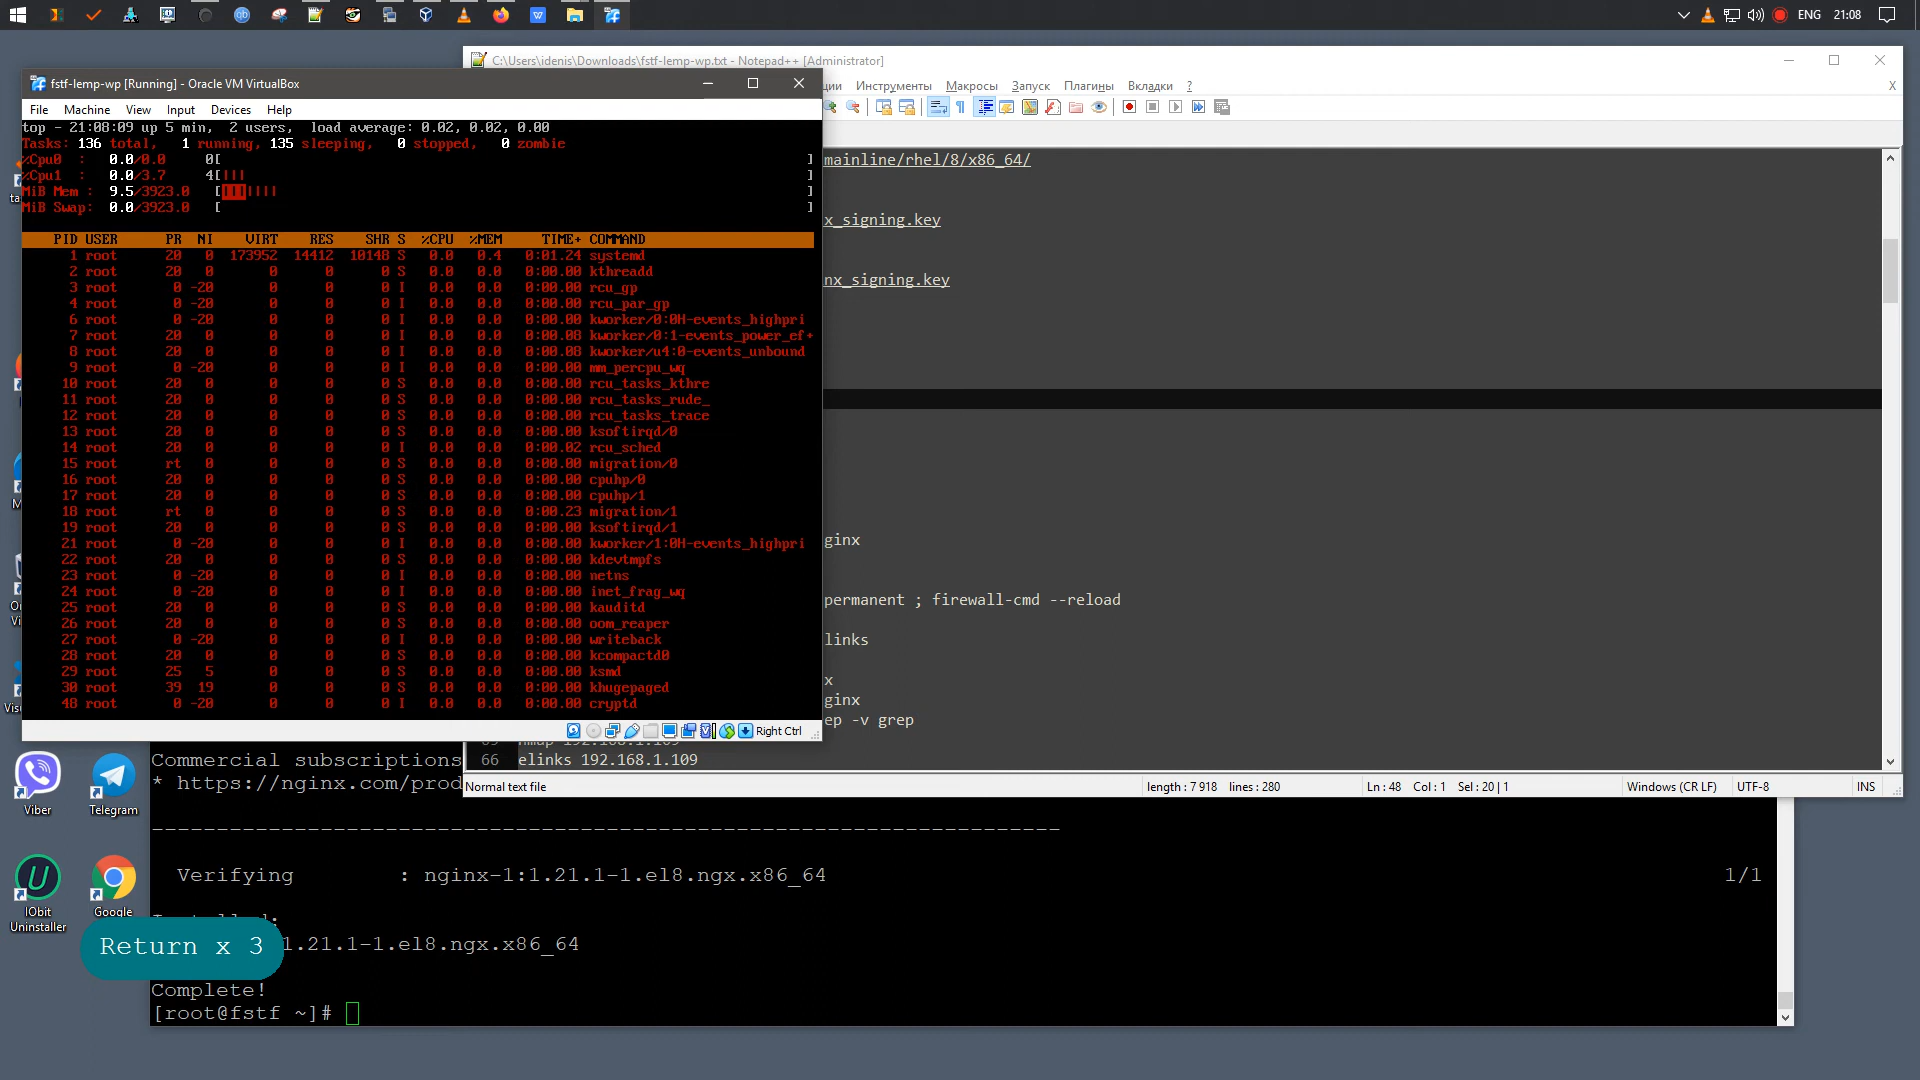 ENG 21:08
C:\Users\idenis\Downloads\fstf-lemp-wp.txt - Notepad++ [Administrator]
ции Инструменты Макросы Запуск Плагины Вкладки ? X
fstf-lemp-wp [Running] - Oracle VM VirtualBox
File Machine View Input Devices Help
top - 21:08:09 up 5 min, 2 users, load average: 0.02, 0.02, 0.00
Tasks: 136 total, 1 running, 135 sleeping, 0 stopped, 0 zombie
%Cpu0 : 0.0/0.0 0[ ]
%Cpu1 : 0.0/3.7 4[||| ]
MiB Mem : 9.5/3923.0 [||||||| ]
MiB Swap: 0.0/3923.0 [ ]
PID USER PR NI VIRT RES SHR S %CPU %MEM TIME+ COMMAND
1 root 20 0 173952 14412 10148 S 0.0 0.4 0:01.24 systemd
2 root 20 0 0 0 0 S 0.0 0.0 0:00.00 kthreadd
3 root 0 -20 0 0 0 I 0.0 0.0 0:00.00 rcu_gp
4 root 0 -20 0 0 0 I 0.0 0.0 0:00.00 rcu_par_gp
6 root 0 -20 0 0 0 I 0.0 0.0 0:00.00 kworker/0:0H-events_highpri
7 root 20 0 0 0 0 I 0.0 0.0 0:00.08 kworker/0:1-events_power_ef+
8 root 20 0 0 0 0 I 0.0 0.0 0:00.08 kworker/u4:0-events_unbound
9 root 0 -20 0 0 0 I 0.0 0.0 0:00.00 mm_percpu_wq
10 root 20 0 0 0 0 S 0.0 0.0 0:00.00 rcu_tasks_kthre
11 root 20 0 0 0 0 S 0.0 0.0 0:00.00 rcu_tasks_rude_
12 root 20 0 0 0 0 S 0.0 0.0 0:00.00 rcu_tasks_trace
13 root 20 0 0 0 0 S 0.0 0.0 0:00.00 ksoftirqd/0
14 root 20 0 0 0 0 I 0.0 0.0 0:00.02 rcu_sched
15 root rt 0 0 0 0 S 0.0 0.0 0:00.00 migration/0
16 root 20 0 0 0 0 S 0.0 0.0 0:00.00 cpuhp/0
17 root 20 0 0 0 0 S 0.0 0.0 0:00.00 cpuhp/1
18 root rt 0 0 0 0 S 0.0 0.0 0:00.23 migration/1
19 root 20 0 0 0 0 S 0.0 0.0 0:00.00 ksoftirqd/1
21 root 0 -20 0 0 0 I 0.0 0.0 0:00.00 kworker/1:0H-events_highpri
22 root 20 0 0 0 0 S 0.0 0.0 0:00.00 kdevtmpfs
23 root 0 -20 0 0 0 I 0.0 0.0 0:00.00 netns
24 root 0 -20 0 0 0 I 0.0 0.0 0:00.00 inet_frag_wq
25 root 20 0 0 0 0 S 0.0 0.0 0:00.00 kauditd
26 root 20 0 0 0 0 S 0.0 0.0 0:00.00 oom_reaper
27 root 0 -20 0 0 0 I 0.0 0.0 0:00.00 writeback
28 root 20 0 0 0 0 S 0.0 0.0 0:00.00 kcompactd0
29 root 25 5 0 0 0 S 0.0 0.0 0:00.00 ksmd
30 root 39 19 0 0 0 S 0.0 0.0 0:00.00 khugepaged
48 root 0 -20 0 0 0 I 0.0 0.0 0:00.00 cryptd
Right Ctrl
mainline/rhel/8/x86_64/
x_signing.key
nx_signing.key
ginx
permanent ; firewall-cmd --reload
links
x
ginx
ep -v grep
65 nmap 192.168.1.109
66 elinks 192.168.1.109
Normal text file length : 7 918 lines : 280 Ln : 48 Col : 1 Sel : 20 | 1 Windows (CR LF) UTF-8 INS
Commercial subscriptions
* https://nginx.com/prod
----------------------------------------------------------------------
Verifying : nginx-1:1.21.1-1.el8.ngx.x86_64 1/1
1.21.1-1.el8.ngx.x86_64
Complete!
[root@fstf ~]#
Return x 3
Viber
Telegram
IObit Uninstaller
Google